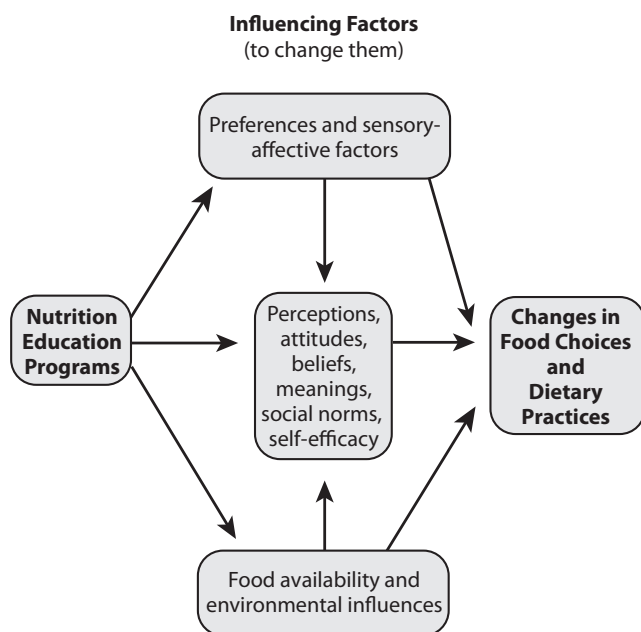 Influencing Factors
(to change them)
Preferences and sensory-
affective factors
Nutrition
Education
Programs
Perceptions,
attitudes,
beliefs,
meanings,
social norms,
self-efficacy
Changes in
Food Choices
and
Dietary
Practices
Food availability and
environmental influences